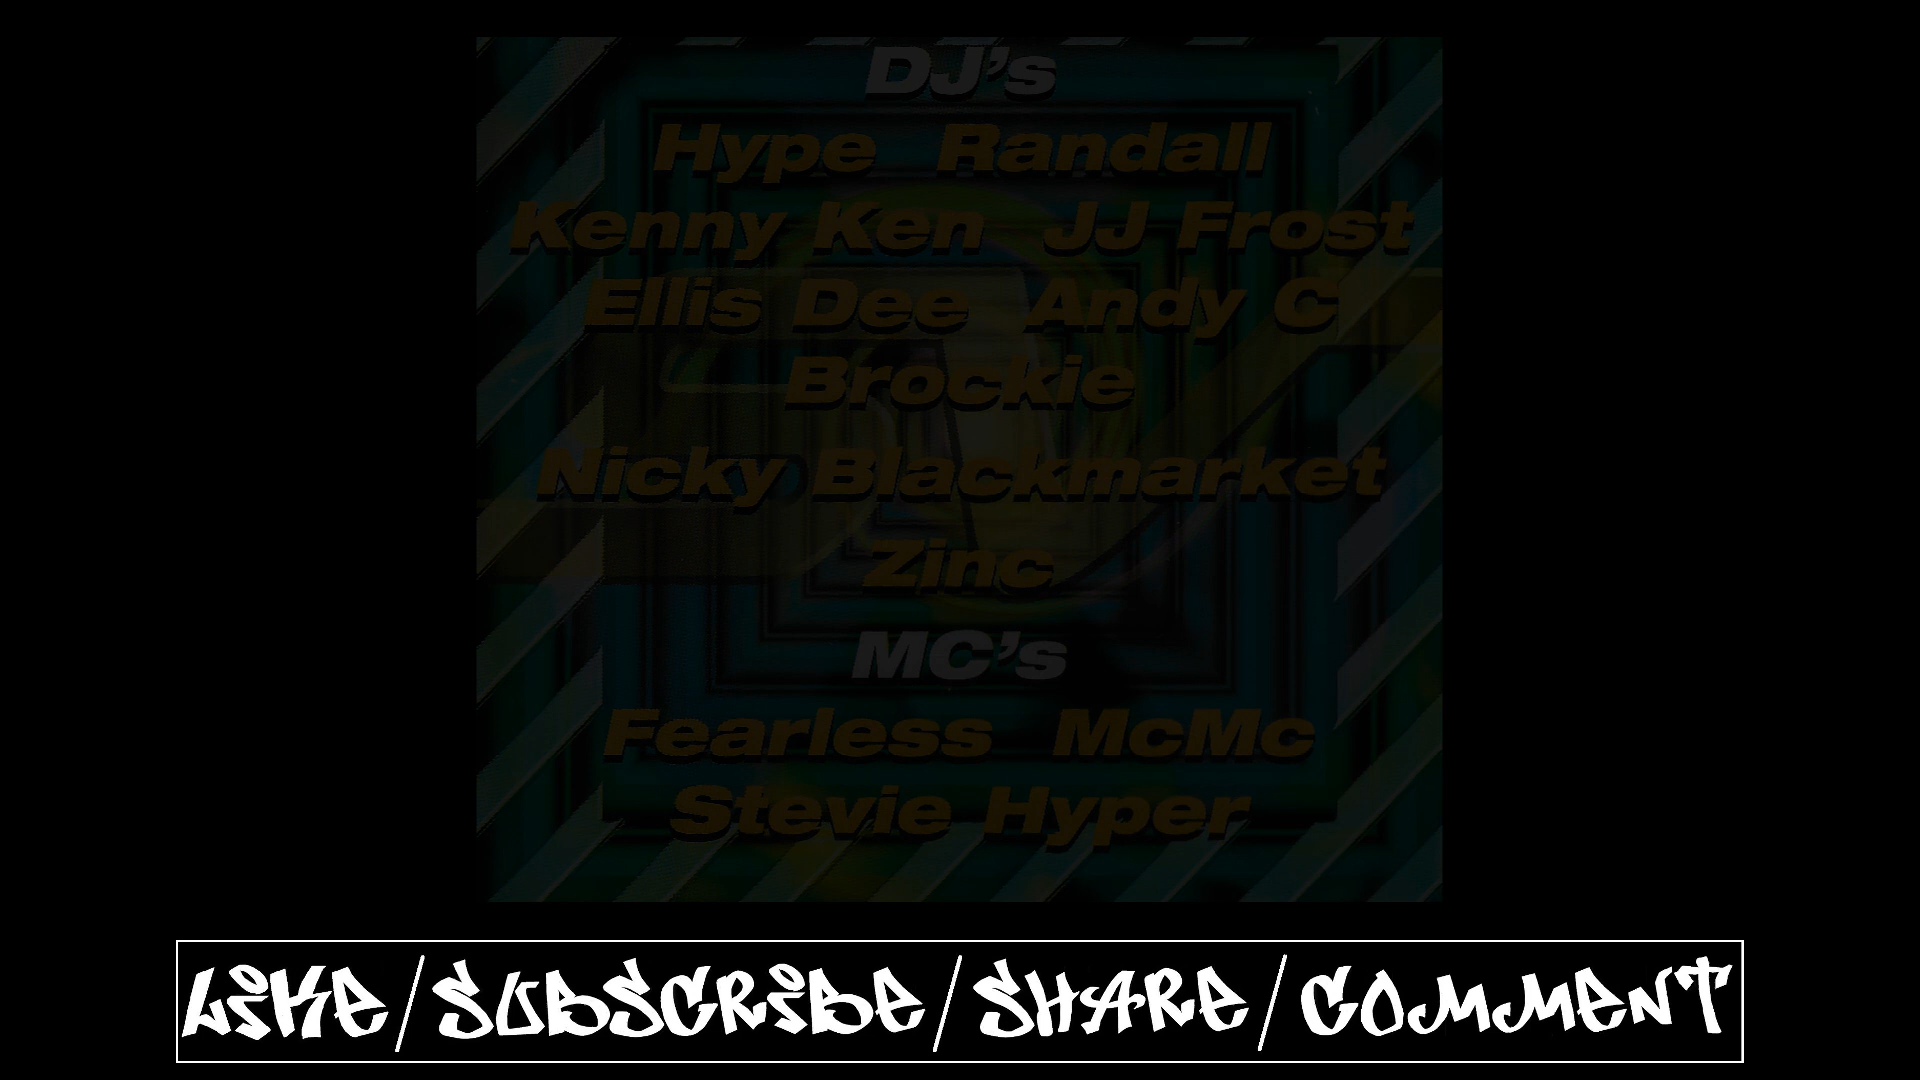 DJ's
Hype Randall
Kenny Ken JJ Frost
Ellis Dee Andy C
Brockie
Nicky Blackmarket
Zinc
MC's
Fearless McMc
Stevie Hyper
LIKE/SUBSCRIBE/SHARE/COMMENT